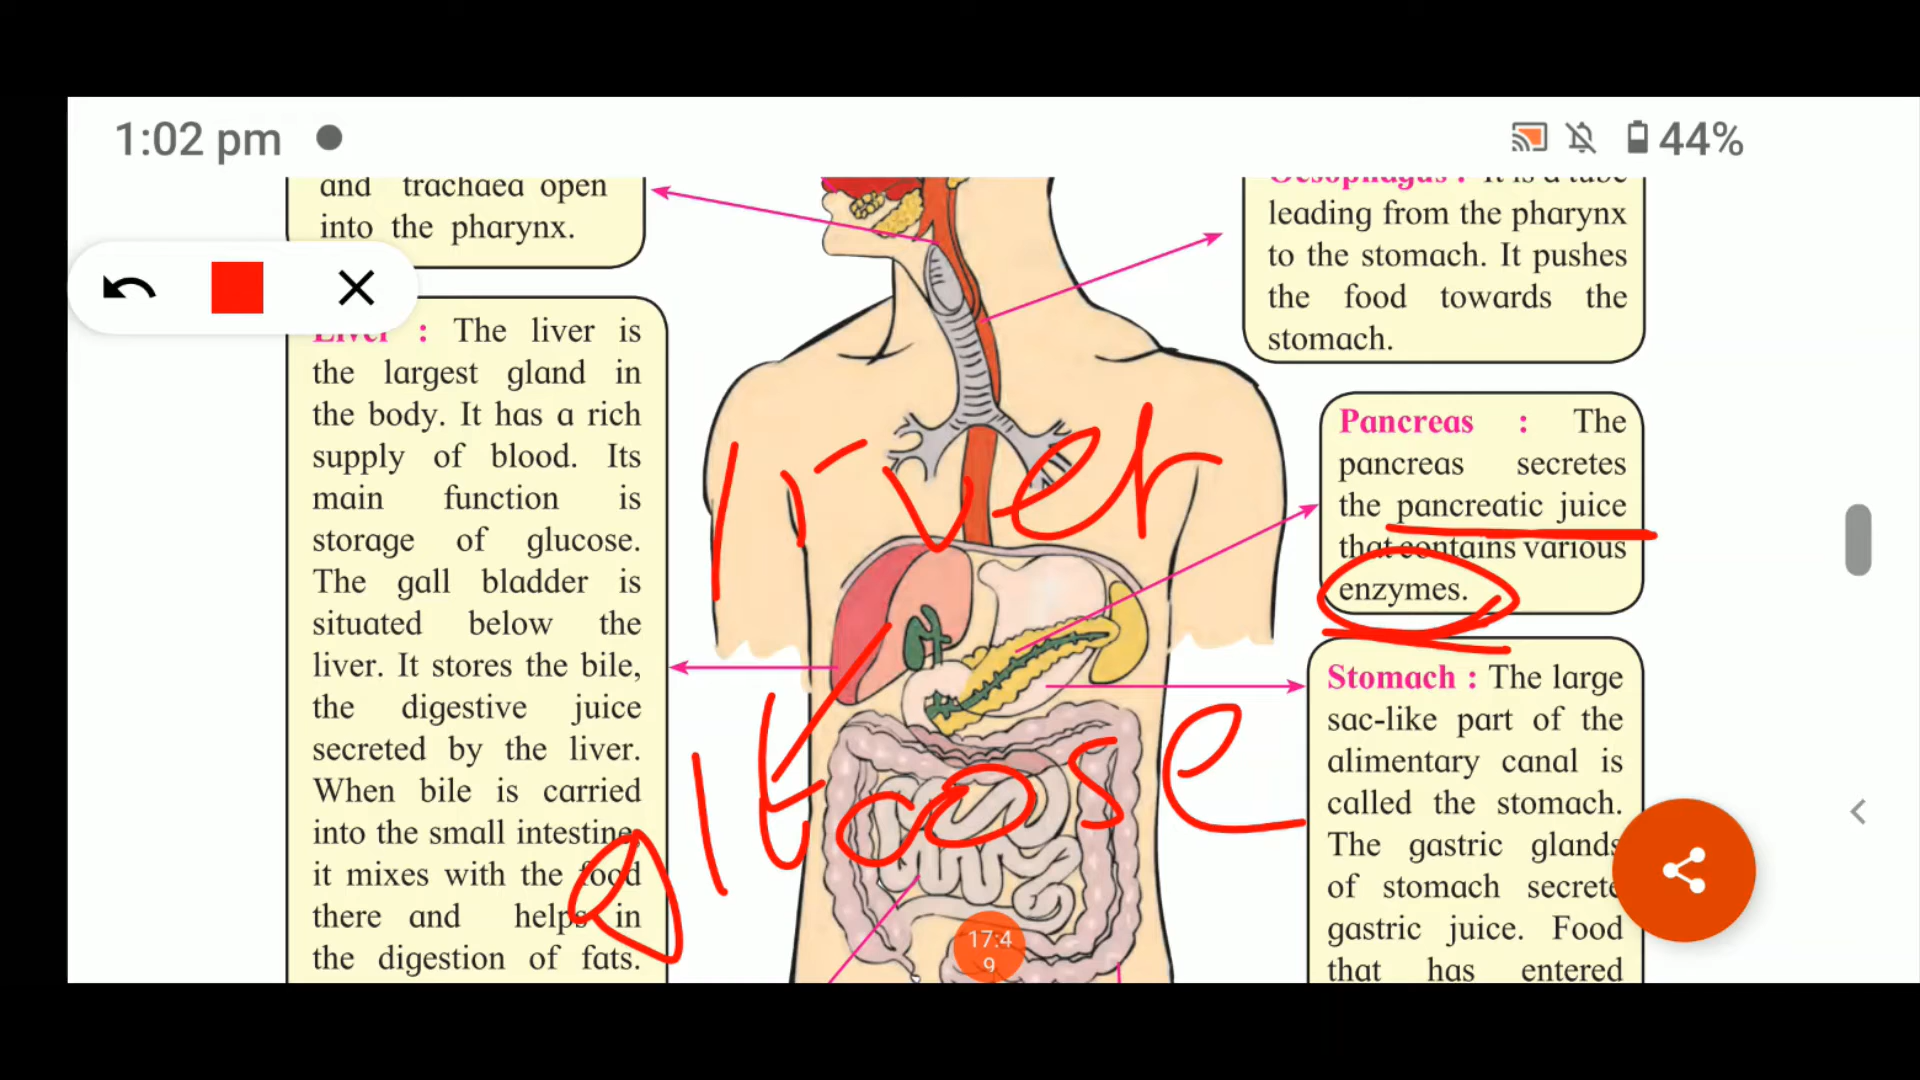 1:02 pm
44%
and trachaea open
into the pharynx.
Oesophagus : It is a tube
leading from the pharynx
to the stomach. It pushes
the food towards the
stomach.
Liver : The liver is
the largest gland in
the body. It has a rich
supply of blood. Its
main function is
storage of glucose.
The gall bladder is
situated below the
liver. It stores the bile,
the digestive juice
secreted by the liver.
When bile is carried
into the small intestine,
it mixes with the food
there and helps in
the digestion of fats.
liver
Pancreas : The
pancreas secretes
the pancreatic juice
that contains various
enzymes.
Stomach : The large
sac-like part of the
alimentary canal is
called the stomach.
The gastric glands
of stomach secrete
gastric juice. Food
that has entered
17:4
9